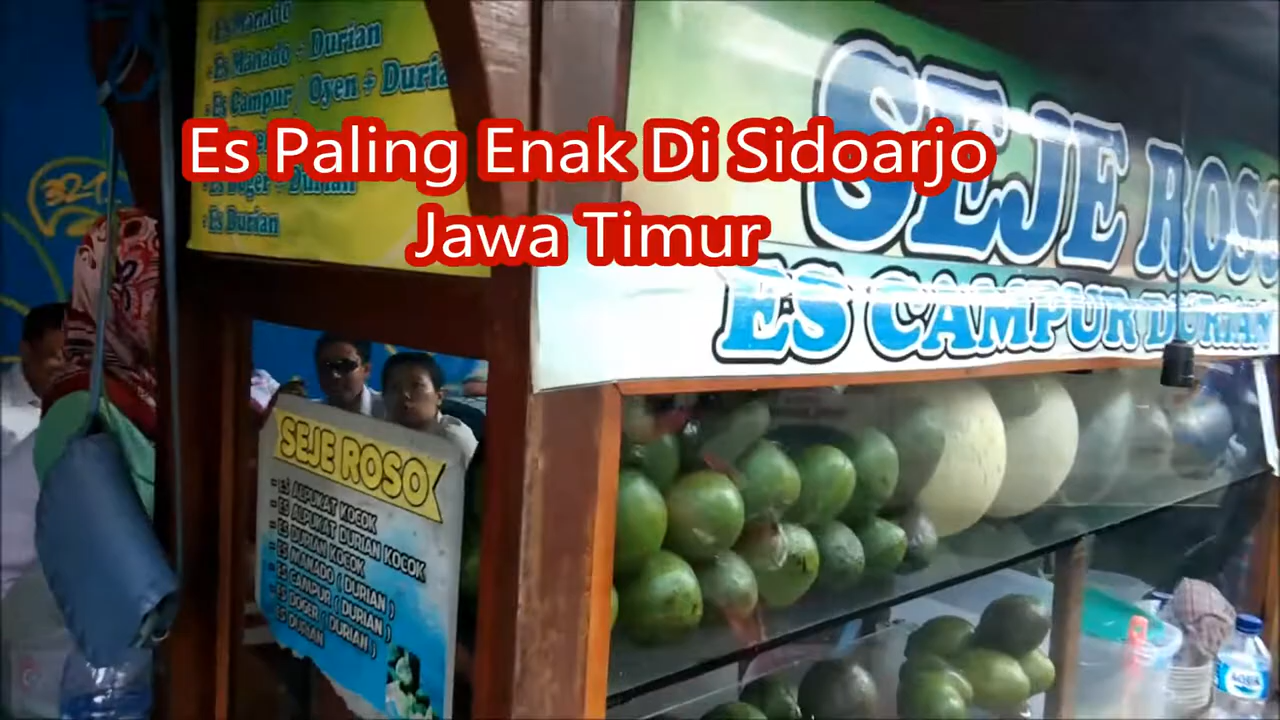 Es Manado
Es Manado + Durian
Es Campur / Oyen + Durian
Es Doger + Durian
Es Durian
Es Paling Enak Di Sidoarjo
Jawa Timur
SEJE ROSO
ES CAMPUR DURIAN
SEJE ROSO
- ES ALPUKAT KOCOK
- ES ALPUKAT DURIAN KOCOK
- ES DURIAN KOCOK
- ES MANADO ( DURIAN )
- ES CAMPUR ( DURIAN )
- ES DOGER ( DURIAN )
ES DURIAN
321
AQUA